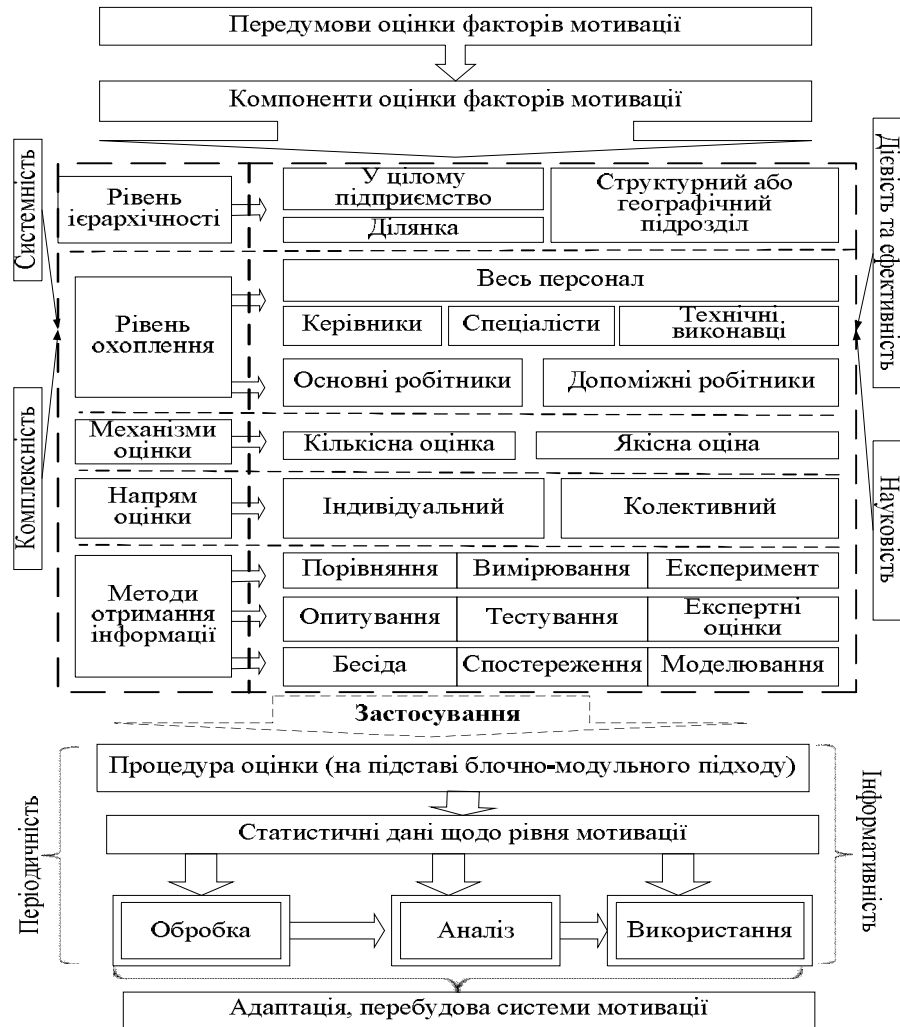 Передумови оцінки факторів мотивації
Компоненти оцінки факторів мотивації
Системність
Комплексність
Дієвість та ефективність
Науковість
Рівень
ієрархічності
У цілому
підприємство
Ділянка
Структурний або
географічний
підрозділ
Рівень
охоплення
Весь персонал
Керівники
Спеціалісти
Технічні
виконавці
Основні робітники
Допоміжні робітники
Механізми
оцінки
Кількісна оцінка
Якісна оціна
Напрям
оцінки
Індивідуальний
Колективний
Методи
отримання
інформації
Порівняння
Вимірювання
Експеримент
Опитування
Тестування
Експертні
оцінки
Бесіда
Спостереження
Моделювання
Застосування
Періодичність
Інформативність
Процедура оцінки (на підставі блочно-модульного підходу)
Статистичні дані щодо рівня мотивації
Обробка
Аналіз
Використання
Адаптація, перебудова системи мотивації